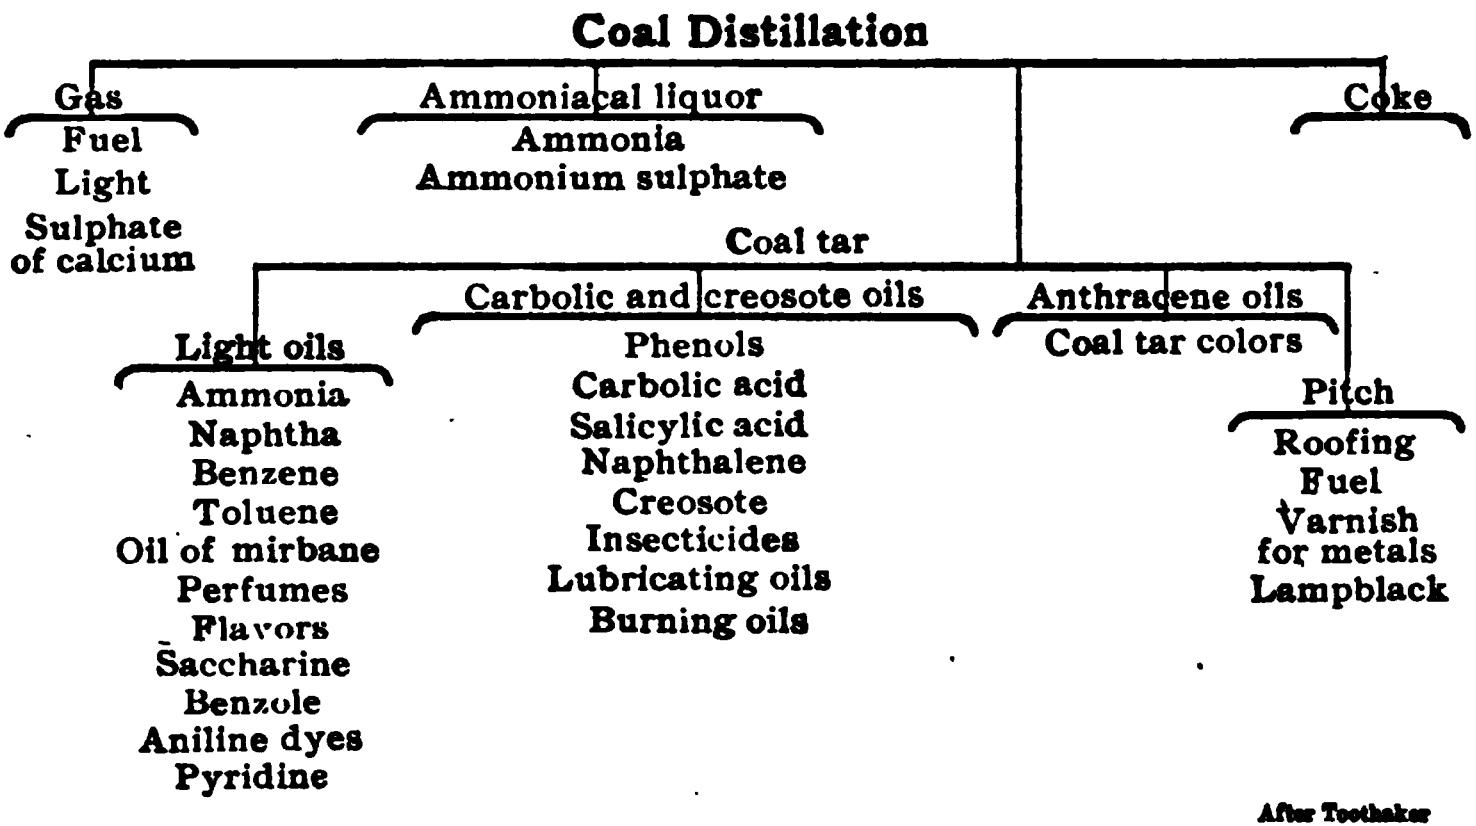 Coal Distillation
Gas
Fuel
Light
Sulphate
of calcium
Ammoniacal liquor
Ammonia
Ammonium sulphate
Coke
Coal tar
Light oils
Ammonia
Naphtha
Benzene
Toluene
Oil of mirbane
Perfumes
Flavors
Saccharine
Benzole
Aniline dyes
Pyridine
Carbolic and creosote oils
Phenols
Carbolic acid
Salicylic acid
Naphthalene
Creosote
Insecticides
Lubricating oils
Burning oils
Anthracene oils
Coal tar colors
Pitch
Roofing
Fuel
Varnish
for metals
Lampblack
After Toothaker